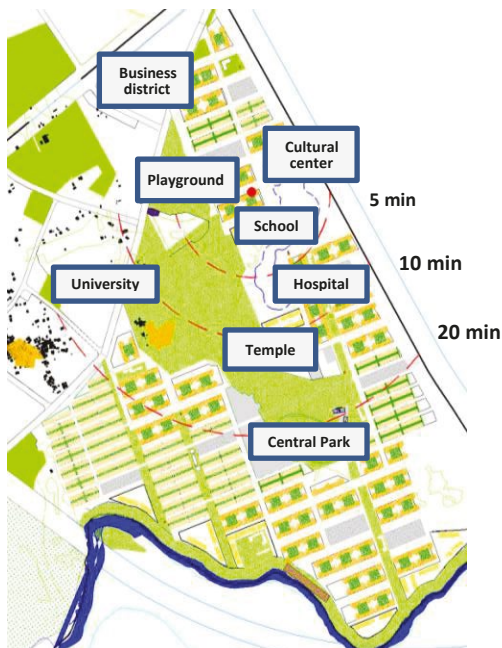 Business
district
Cultural
center
Playground
5 min
School
10 min
University
Hospital
20 min
Temple
Central Park